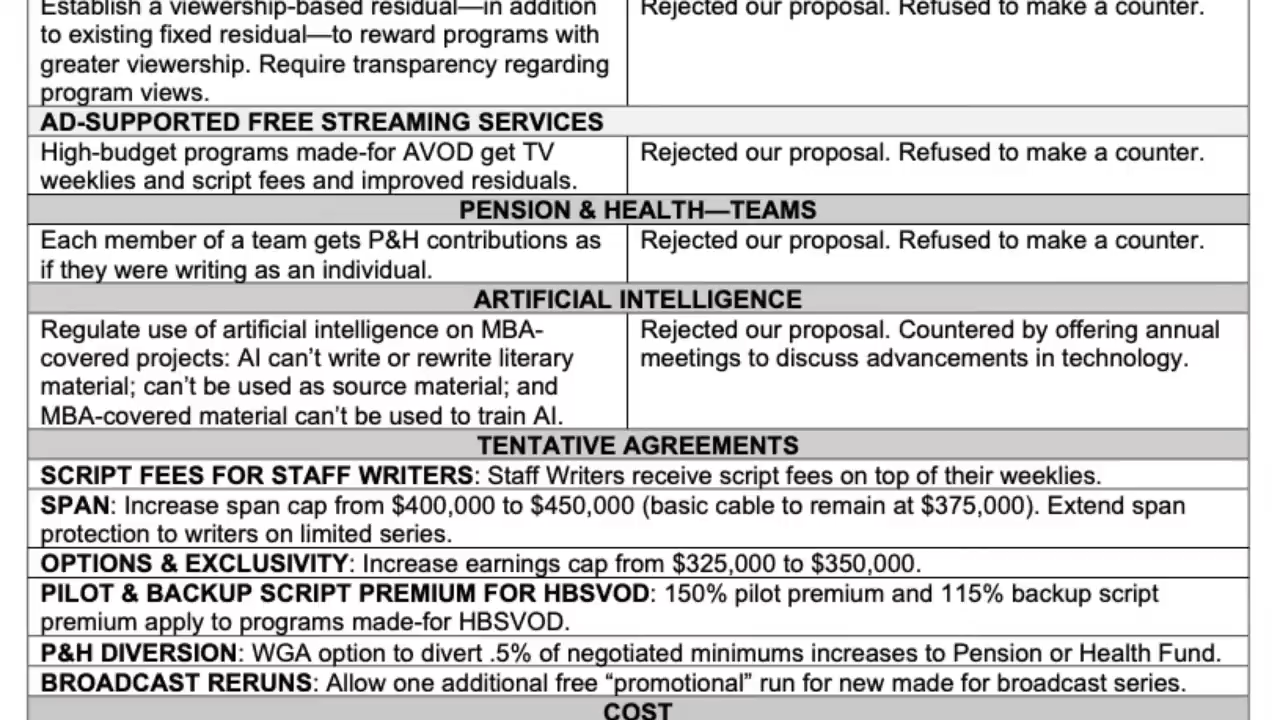 Establish a viewership-based residual—in addition
to existing fixed residual—to reward programs with
greater viewership. Require transparency regarding
program views.
Rejected our proposal. Refused to make a counter.
AD-SUPPORTED FREE STREAMING SERVICES
High-budget programs made-for AVOD get TV
weeklies and script fees and improved residuals.
Rejected our proposal. Refused to make a counter.
PENSION & HEALTH—TEAMS
Each member of a team gets P&H contributions as
if they were writing as an individual.
Rejected our proposal. Refused to make a counter.
ARTIFICIAL INTELLIGENCE
Regulate use of artificial intelligence on MBA-
covered projects: AI can’t write or rewrite literary
material; can’t be used as source material; and
MBA-covered material can’t be used to train AI.
Rejected our proposal. Countered by offering annual
meetings to discuss advancements in technology.
TENTATIVE AGREEMENTS
SCRIPT FEES FOR STAFF WRITERS: Staff Writers receive script fees on top of their weeklies.
SPAN: Increase span cap from $400,000 to $450,000 (basic cable to remain at $375,000). Extend span
protection to writers on limited series.
OPTIONS & EXCLUSIVITY: Increase earnings cap from $325,000 to $350,000.
PILOT & BACKUP SCRIPT PREMIUM FOR HBSVOD: 150% pilot premium and 115% backup script
premium apply to programs made-for HBSVOD.
P&H DIVERSION: WGA option to divert .5% of negotiated minimums increases to Pension or Health Fund.
BROADCAST RERUNS: Allow one additional free “promotional” run for new made for broadcast series.
COST